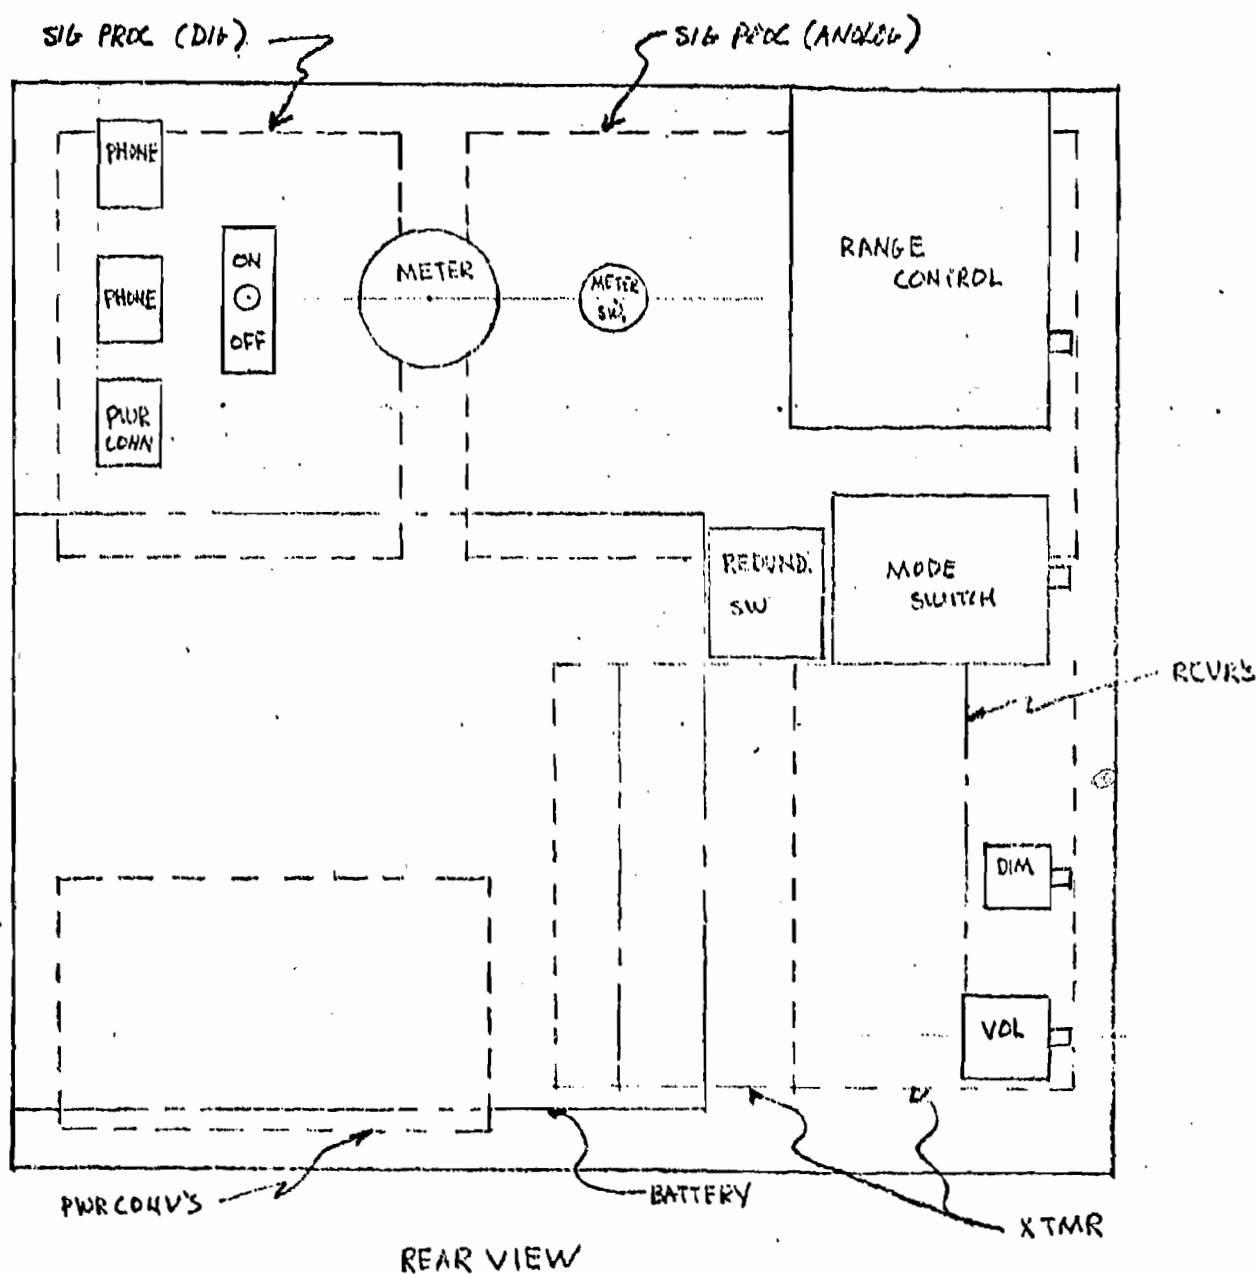 SIG PROC (DIG)
SIG PROC (ANALOG)
PHONE
PHONE
PWR
CONN
ON
OFF
METER
METER
SW.
RANGE
CONTROL
REDUND.
SW
MODE
SWITCH
RCVR'S
DIM
VOL
PWR CONV'S
BATTERY
XTMR
REAR VIEW